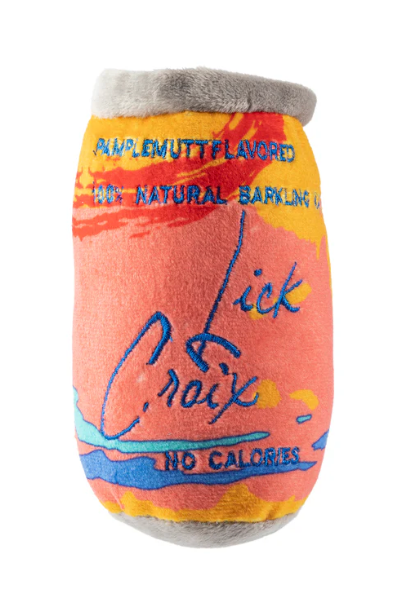 PAMPLEMUTT FLAVORED
100% NATURAL BARKLING
Lick
Croix
NO CALORIES